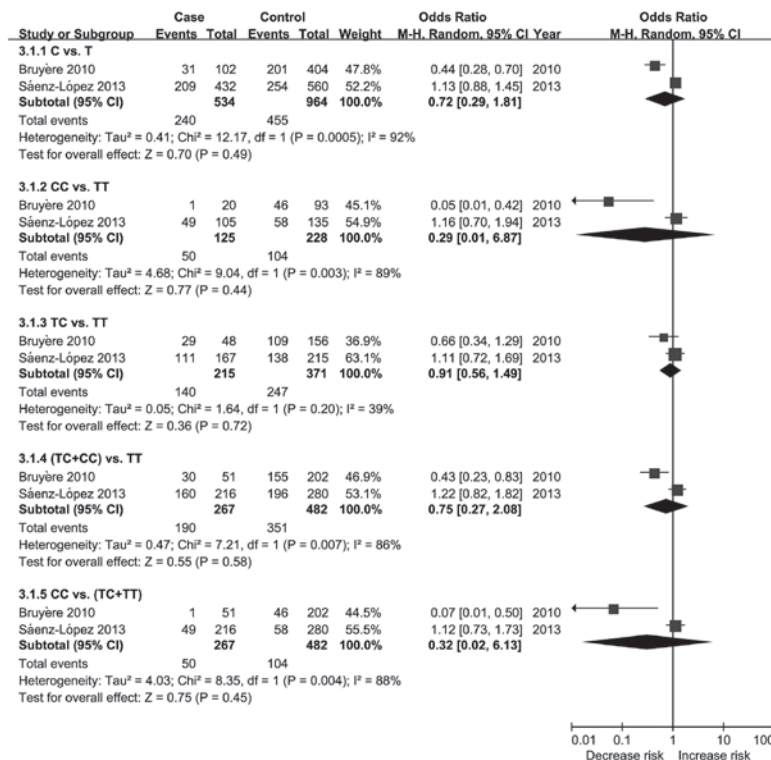 Case Control Odds Ratio Odds Ratio
Study or Subgroup Events Total Events Total Weight M-H. Random. 95% CI Year M-H. Random. 95% CI
3.1.1 C vs. T
Bruyère 2010 31 102 201 404 47.8% 0.44 [0.28, 0.70] 2010
Sáenz-López 2013 209 432 254 560 52.2% 1.13 [0.88, 1.45] 2013
Subtotal (95% CI) 534 964 100.0% 0.72 [0.29, 1.81]
Total events 240 455
Heterogeneity: Tau² = 0.41; Chi² = 12.17, df = 1 (P = 0.0005); I² = 92%
Test for overall effect: Z = 0.70 (P = 0.49)
3.1.2 CC vs. TT
Bruyère 2010 1 20 46 93 45.1% 0.05 [0.01, 0.42] 2010
Sáenz-López 2013 49 105 58 135 54.9% 1.16 [0.70, 1.94] 2013
Subtotal (95% CI) 125 228 100.0% 0.29 [0.01, 6.87]
Total events 50 104
Heterogeneity: Tau² = 4.68; Chi² = 9.04, df = 1 (P = 0.003); I² = 89%
Test for overall effect: Z = 0.77 (P = 0.44)
3.1.3 TC vs. TT
Bruyère 2010 29 48 109 156 36.9% 0.66 [0.34, 1.29] 2010
Sáenz-López 2013 111 167 138 215 63.1% 1.11 [0.72, 1.69] 2013
Subtotal (95% CI) 215 371 100.0% 0.91 [0.56, 1.49]
Total events 140 247
Heterogeneity: Tau² = 0.05; Chi² = 1.64, df = 1 (P = 0.20); I² = 39%
Test for overall effect: Z = 0.36 (P = 0.72)
3.1.4 (TC+CC) vs. TT
Bruyère 2010 30 51 155 202 46.9% 0.43 [0.23, 0.83] 2010
Sáenz-López 2013 160 216 196 280 53.1% 1.22 [0.82, 1.82] 2013
Subtotal (95% CI) 267 482 100.0% 0.75 [0.27, 2.08]
Total events 190 351
Heterogeneity: Tau² = 0.47; Chi² = 7.21, df = 1 (P = 0.007); I² = 86%
Test for overall effect: Z = 0.55 (P = 0.58)
3.1.5 CC vs. (TC+TT)
Bruyère 2010 1 51 46 202 44.5% 0.07 [0.01, 0.50] 2010
Sáenz-López 2013 49 216 58 280 55.5% 1.12 [0.73, 1.73] 2013
Subtotal (95% CI) 267 482 100.0% 0.32 [0.02, 6.13]
Total events 50 104
Heterogeneity: Tau² = 4.03; Chi² = 8.35, df = 1 (P = 0.004); I² = 88%
Test for overall effect: Z = 0.75 (P = 0.45)
0.01 0.1 1 10 100
Decrease risk Increase risk